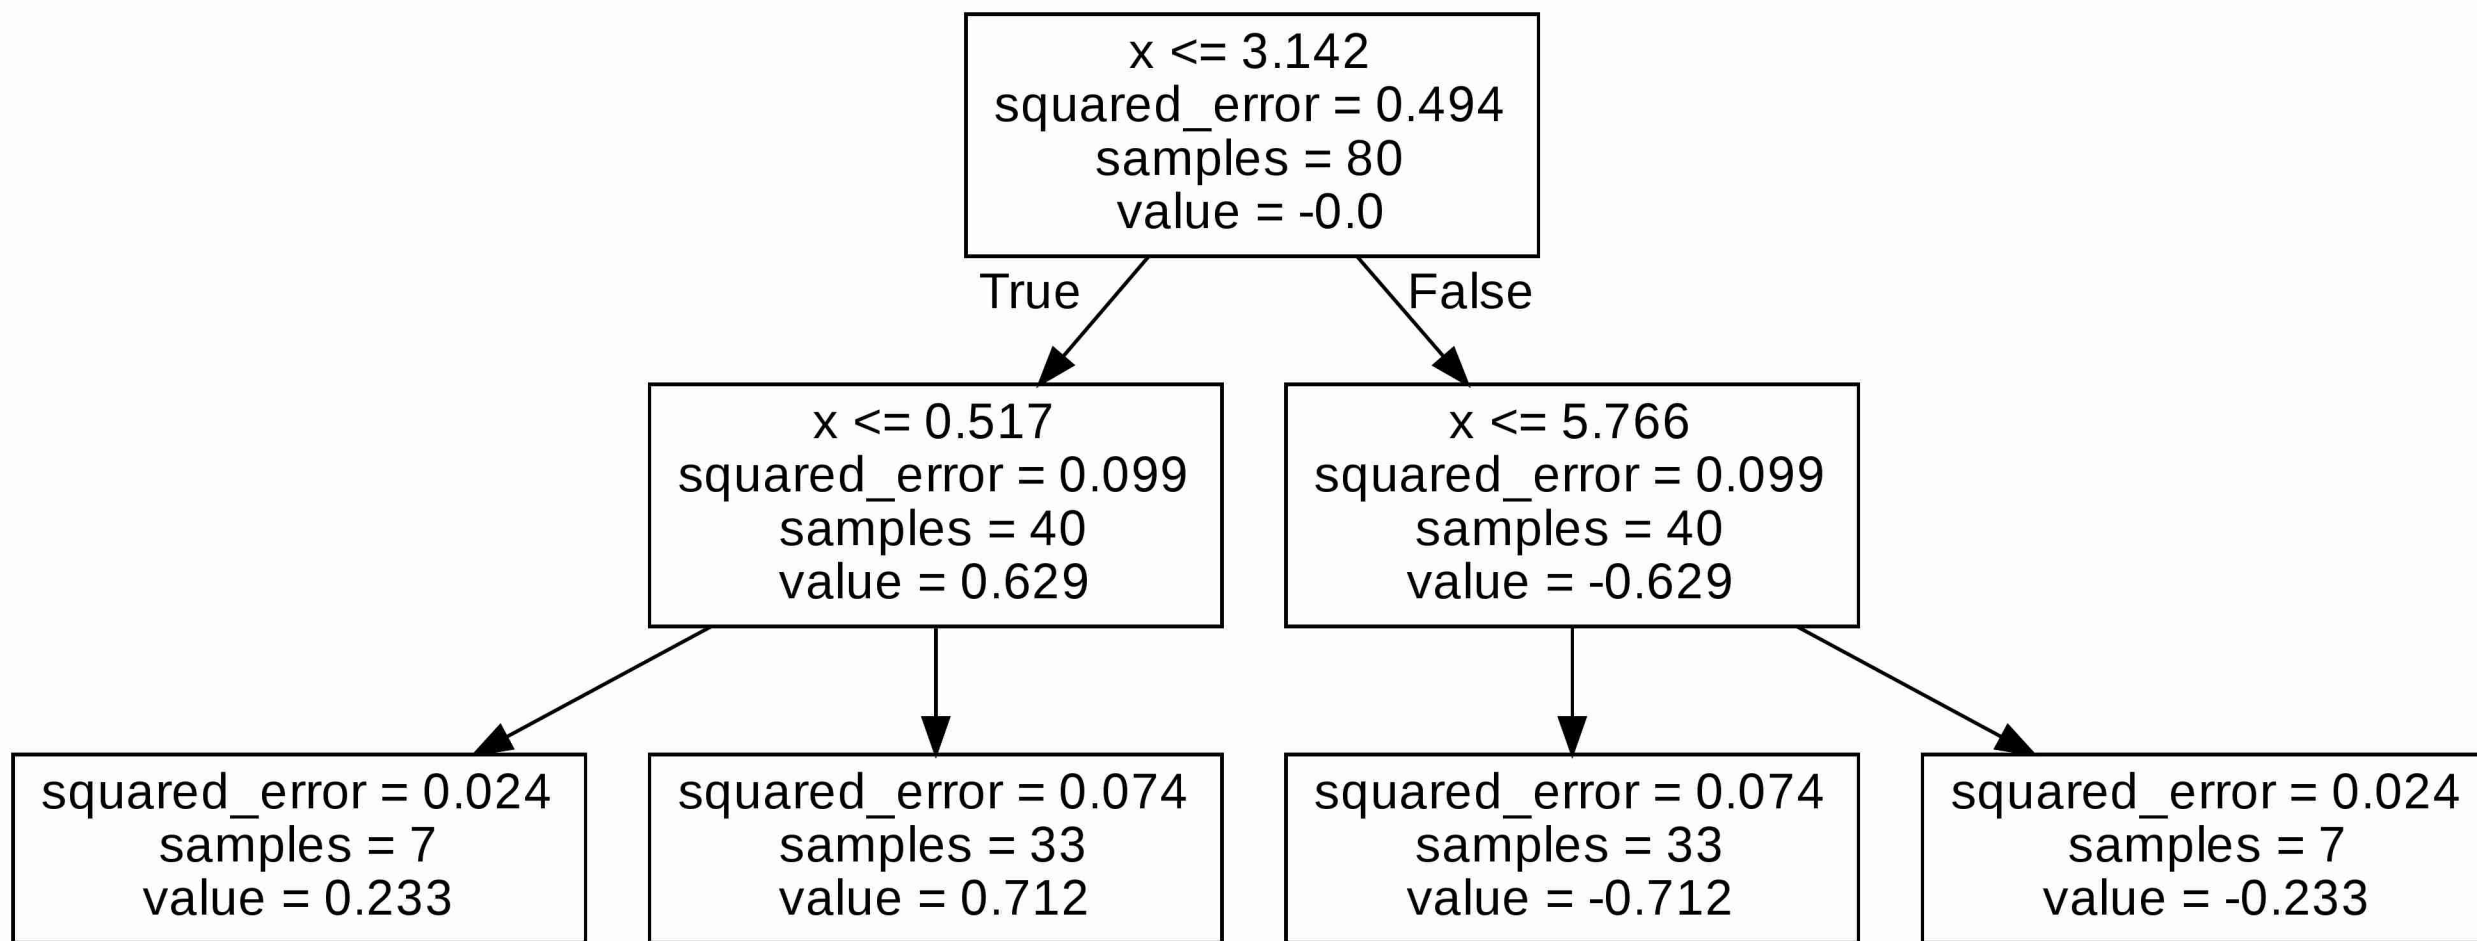 x <= 3.142
squared_error = 0.494
samples = 80
value = -0.0
True
False
x <= 0.517
squared_error = 0.099
samples = 40
value = 0.629
x <= 5.766
squared_error = 0.099
samples = 40
value = -0.629
squared_error = 0.024
samples = 7
value = 0.233
squared_error = 0.074
samples = 33
value = 0.712
squared_error = 0.074
samples = 33
value = -0.712
squared_error = 0.024
samples = 7
value = -0.233